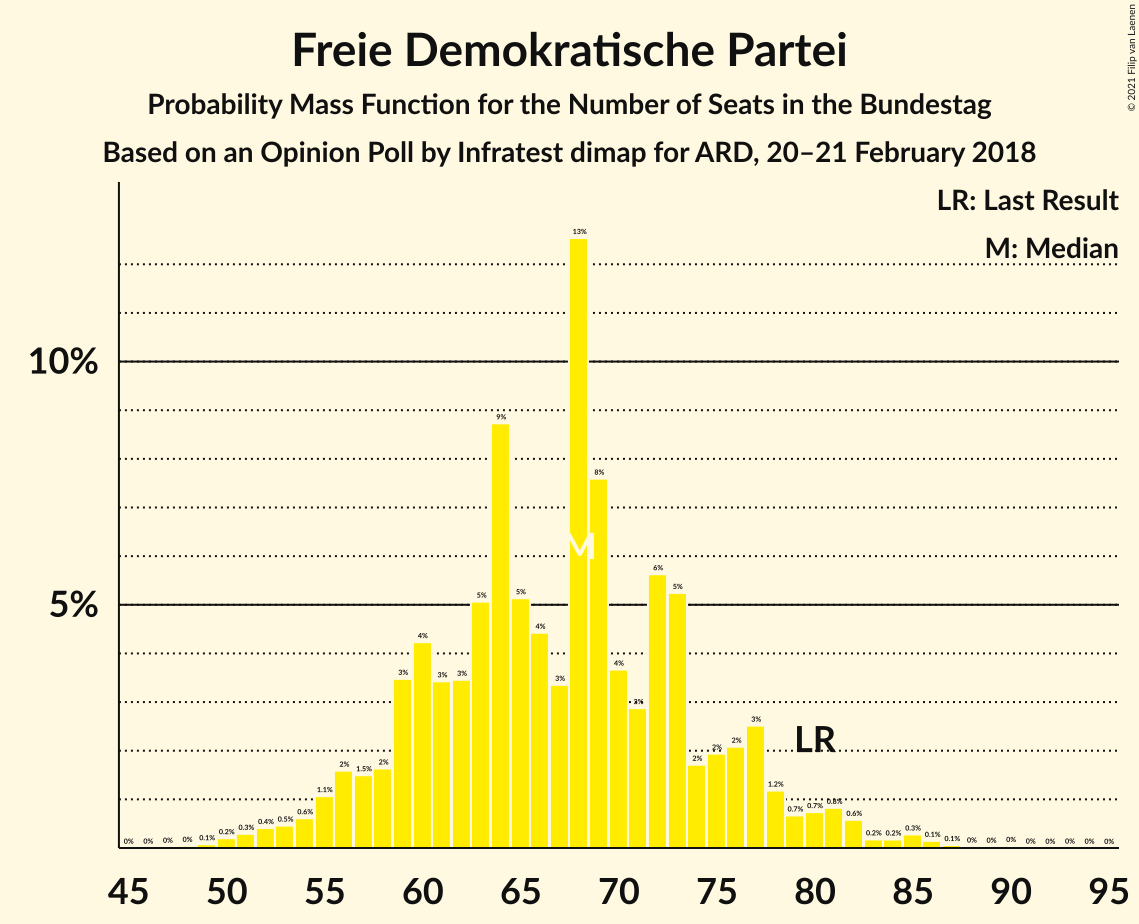 © 2021 Filip van Laenen
Freie Demokratische Partei
Probability Mass Function for the Number of Seats in the Bundestag
Based on an Opinion Poll by Infratest dimap for ARD, 20–21 February 2018
LR: Last Result
M: Median
10%
5%
0% 0% 0% 0% 0.1% 0.2% 0.3% 0.4% 0.5% 0.6% 1.1% 2% 1.5% 2% 3% 4% 3% 3% 5% 9% 5% 4% 3% 13% 8% 4% 3% 6% 5% 2% 2% 2% 3% 1.2% 0.7% 0.7% 0.8% 0.6% 0.2% 0.2% 0.3% 0.1% 0.1% 0% 0% 0% 0% 0% 0% 0% 0%
M
LR
45 50 55 60 65 70 75 80 85 90 95